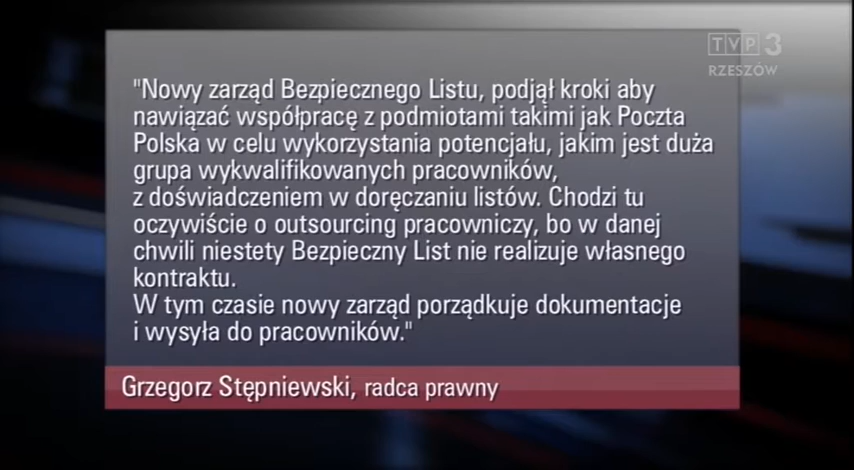 TVP3
RZESZÓW
"Nowy zarząd Bezpiecznego Listu, podjął kroki aby
nawiązać współpracę z podmiotami takimi jak Poczta
Polska w celu wykorzystania potencjału, jakim jest duża
grupa wykwalifikowanych pracowników,
z doświadczeniem w doręczaniu listów. Chodzi tu
oczywiście o outsourcing pracowniczy, bo w danej
chwili niestety Bezpieczny List nie realizuje własnego
kontraktu.
W tym czasie nowy zarząd porządkuje dokumentacje
i wysyła do pracowników."
Grzegorz Stępniewski, radca prawny